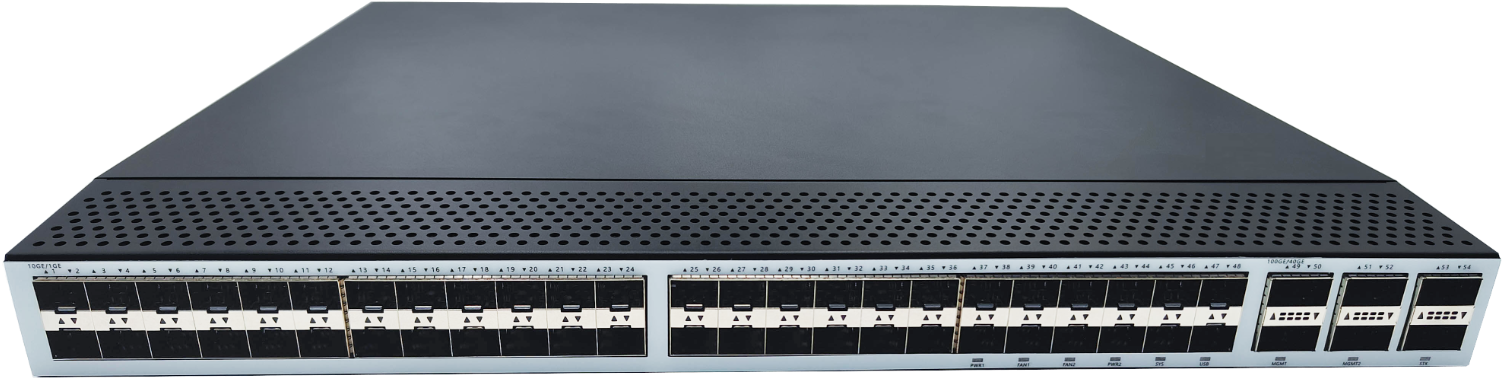 10GE/1GE
▲1 ▼2 ▲3 ▼4 ▲5 ▼6 ▲7 ▼8 ▲9 ▼10 ▲11 ▼12 ▲13 ▼14 ▲15 ▼16 ▲17 ▼18 ▲19 ▼20 ▲21 ▼22 ▲23 ▼24 ▲25 ▼26 ▲27 ▼28 ▲29 ▼30 ▲31 ▼32 ▲33 ▼34 ▲35 ▼36 ▲37 ▼38 ▲39 ▼40 ▲41 ▼42 ▲43 ▼44 ▲45 ▼46 ▲47 ▼48
100GE/40GE
▲49 ▼50 ▲51 ▼52 ▲53 ▼54
PWR1 FAN1 FAN2 PWR2 SYS USB MGMT MGMT2